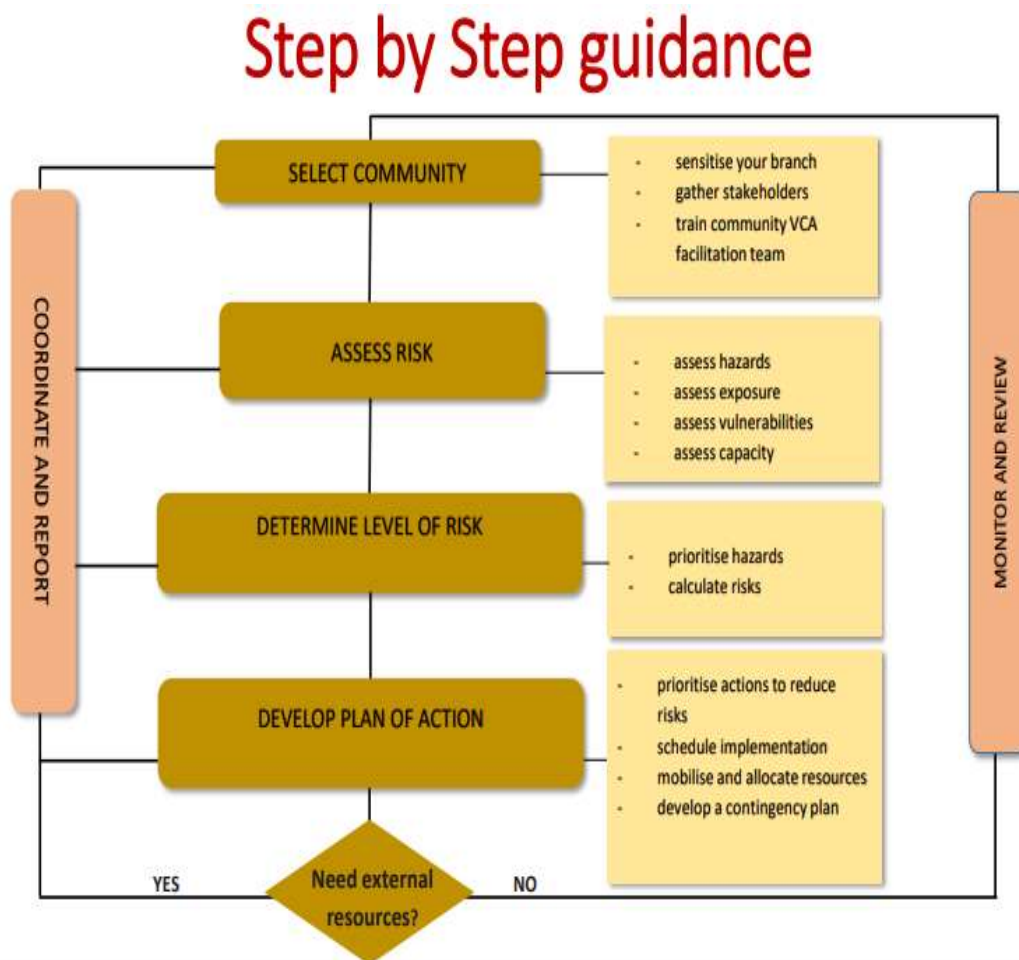 Step by Step guidance
SELECT COMMUNITY
- sensitise your branch
- gather stakeholders
- train community VCA
facilitation team
COORDINATE AND REPORT
MONITOR AND REVIEW
ASSESS RISK
- assess hazards
- assess exposure
- assess vulnerabilities
- assess capacity
DETERMINE LEVEL OF RISK
- prioritise hazards
- calculate risks
DEVELOP PLAN OF ACTION
- prioritise actions to reduce
risks
- schedule implementation
- mobilise and allocate resources
- develop a contingency plan
YES
Need external
resources?
NO